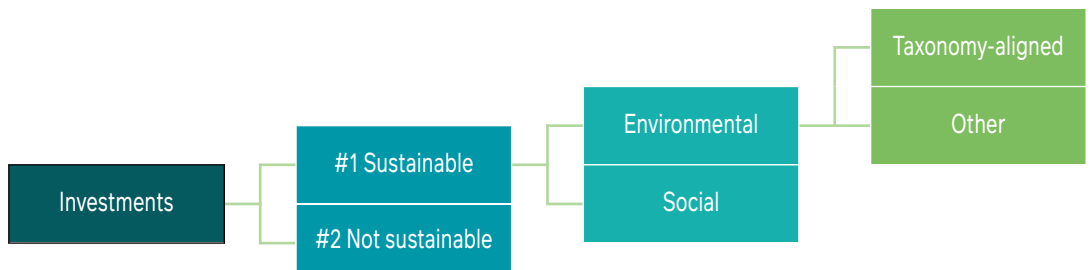 Investments
#1 Sustainable
#2 Not sustainable
Environmental
Social
Taxonomy-aligned
Other